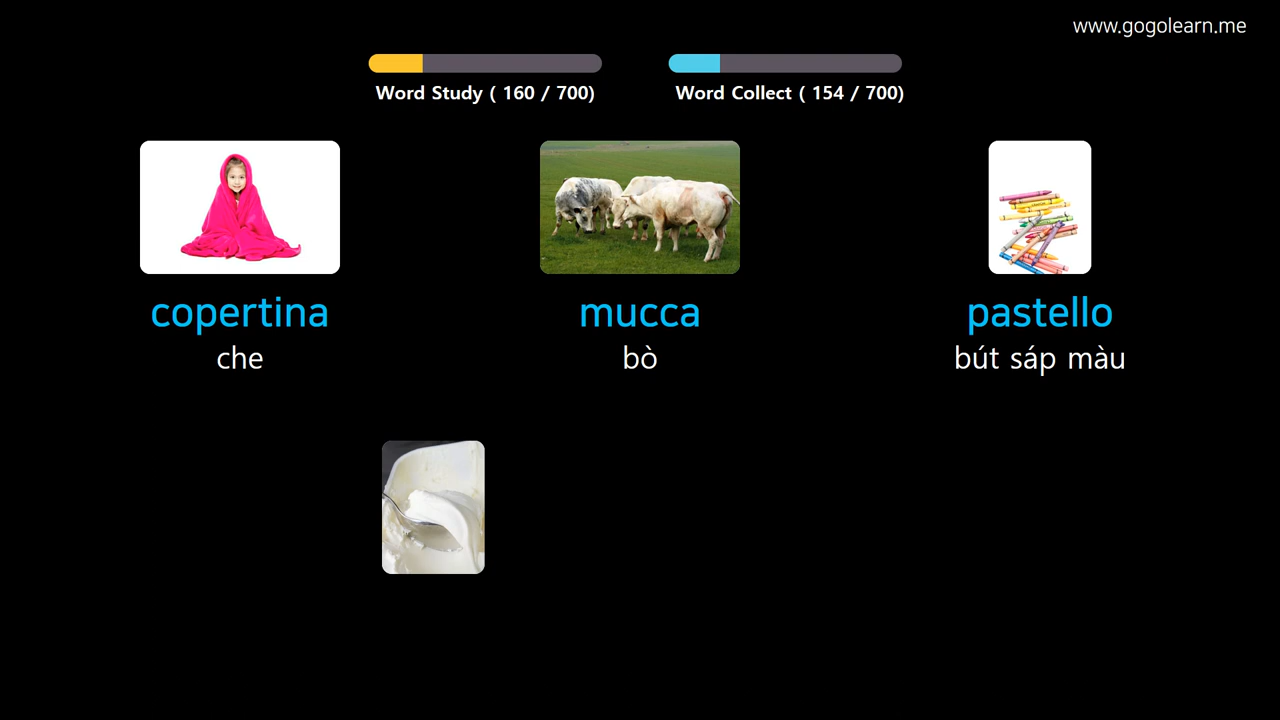 www.gogolearn.me
Word Study ( 160 / 700)
Word Collect ( 154 / 700)
copertina
mucca
pastello
che
bò
bút sáp màu